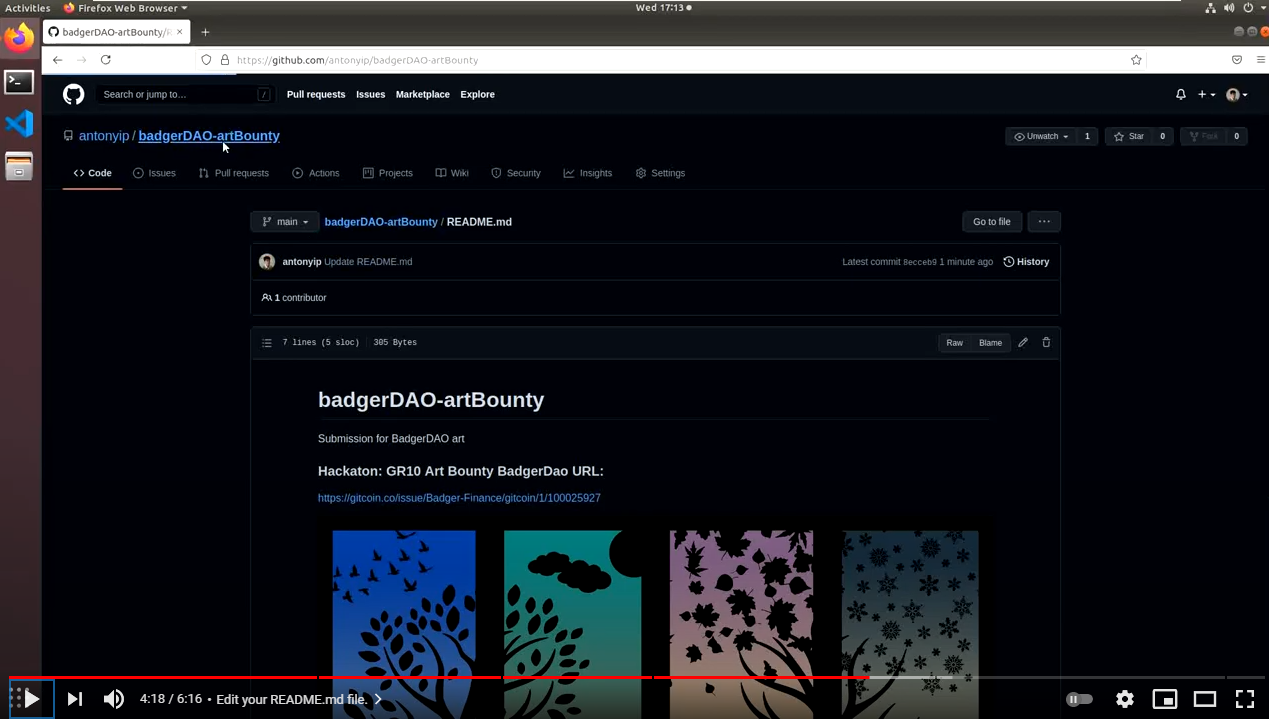 Activities Firefox Web Browser Wed 17:13
badgerDAO-artBounty/R
https://github.com/antonyip/badgerDAO-artBounty
Search or jump to… / Pull requests Issues Marketplace Explore
antonyip / badgerDAO-artBounty Unwatch 1 Star 0 Fork 0
Code Issues Pull requests Actions Projects Wiki Security Insights Settings
main badgerDAO-artBounty / README.md Go to file ...
antonyip Update README.md Latest commit 8ecceb9 1 minute ago History
1 contributor
7 lines (5 sloc) 305 Bytes Raw Blame
badgerDAO-artBounty
Submission for BadgerDAO art
Hackaton: GR10 Art Bounty BadgerDao URL:
https://gitcoin.co/issue/Badger-Finance/gitcoin/1/100025927
4:18 / 6:16 • Edit your README.md file. >